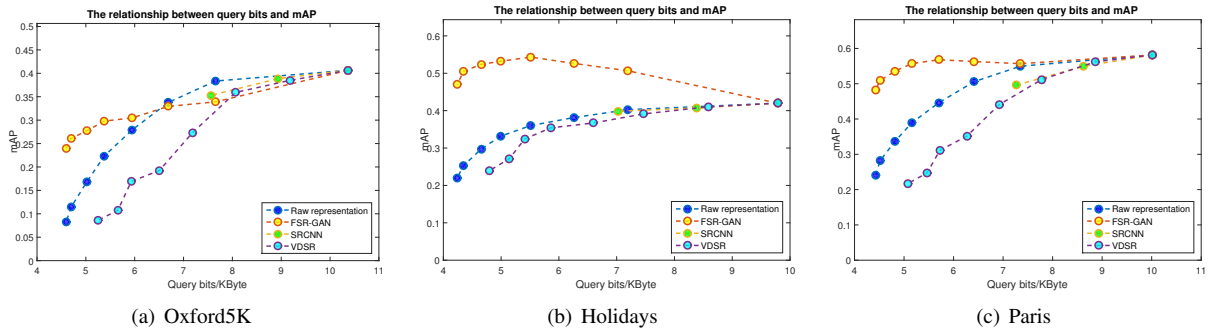 The relationship between query bits and mAP
0.5
0.45
0.4
0.35
0.3
0.25
0.2
0.15
0.1
0.05
0
mAP
4 5 6 7 8 9 10 11
Query bits/KByte
Raw representation
FSR-GAN
SRCNN
VDSR
(a) Oxford5K
The relationship between query bits and mAP
0.6
0.5
0.4
0.3
0.2
0.1
0
mAP
4 5 6 7 8 9 10
Query bits/KByte
Raw representation
FSR-GAN
SRCNN
VDSR
(b) Holidays
The relationship between query bits and mAP
0.6
0.5
0.4
0.3
0.2
0.1
0
mAP
4 5 6 7 8 9 10 11
Query bits/KByte
Raw representation
FSR-GAN
SRCNN
VDSR
(c) Paris